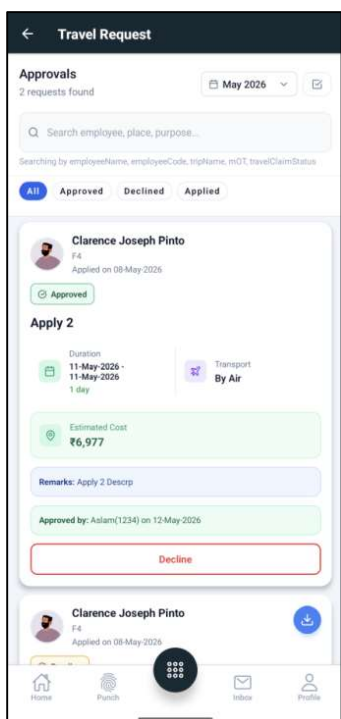 Travel Request
Approvals
2 requests found
May 2026
Search employee, place, purpose...
Searching by employeeName, employeeCode, tripName, mOT, travelClaimStatus
All
Approved
Declined
Applied
Clarence Joseph Pinto
F4
Applied on 08-May-2026
Approved
Apply 2
Duration
11-May-2026 -
11-May-2026
1 day
Transport
By Air
Estimated Cost
₹6,977
Remarks: Apply 2 Descrp
Approved by: Aslam(1234) on 12-May-2026
Decline
Clarence Joseph Pinto
F4
Applied on 08-May-2026
Home
Punch
Inbox
Profile